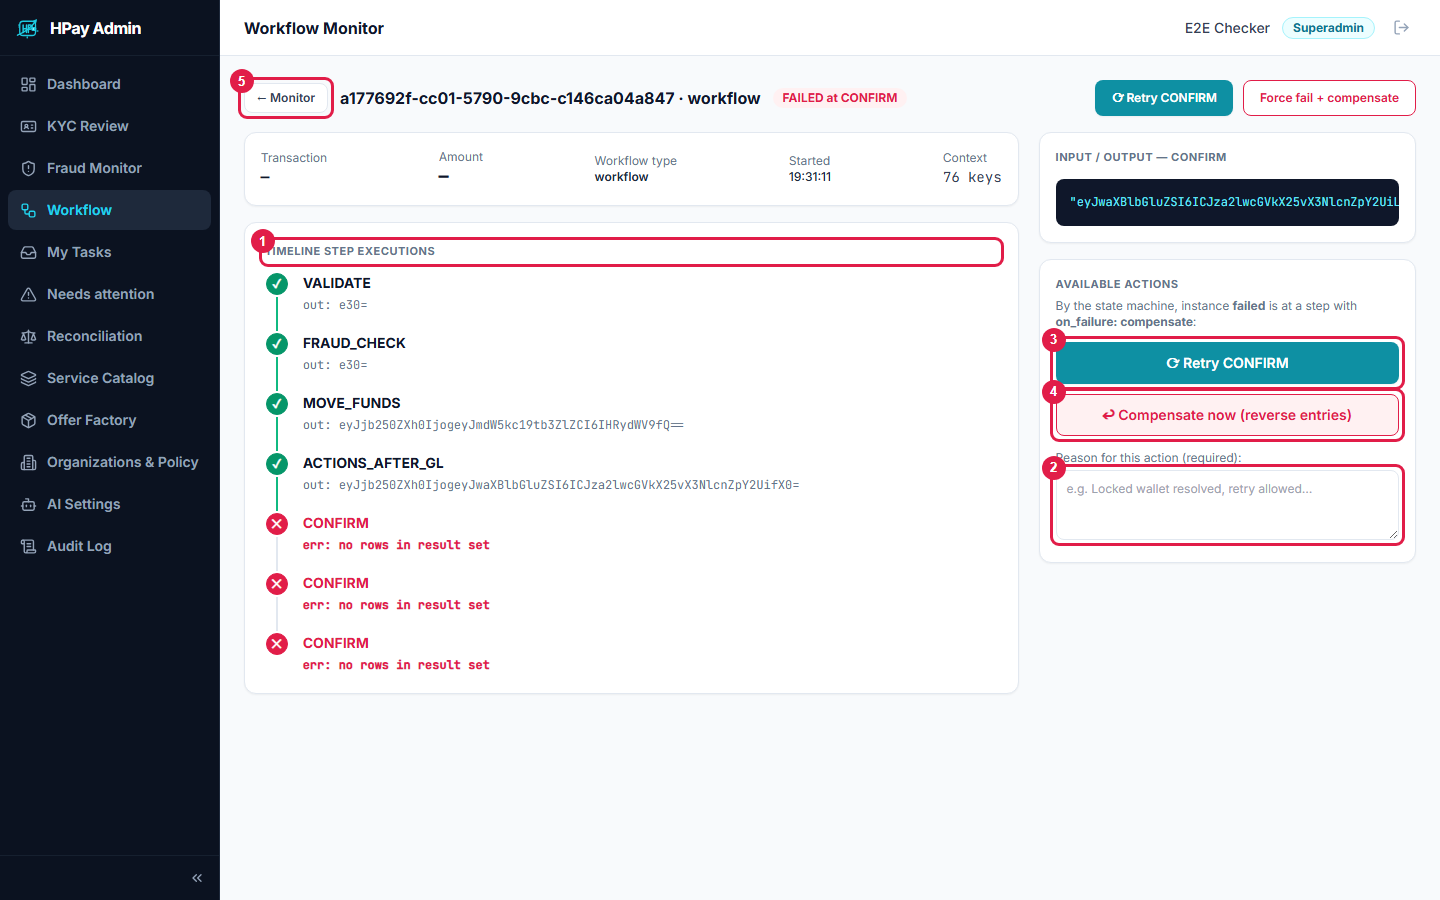 HPay Admin
Dashboard
KYC Review
Fraud Monitor
Workflow
My Tasks
Needs attention
Reconciliation
Service Catalog
Offer Factory
Organizations & Policy
AI Settings
Audit Log
«
Workflow Monitor
E2E Checker
Superadmin
5
← Monitor
a177692f-cc01-5790-9cbc-c146ca04a847 · workflow
FAILED at CONFIRM
⟳ Retry CONFIRM
Force fail + compensate
Transaction
—
Amount
—
Workflow type
workflow
Started
19:31:11
Context
76 keys
1
TIMELINE STEP EXECUTIONS
VALIDATE
out: e30=
FRAUD_CHECK
out: e30=
MOVE_FUNDS
out: eyJjb250ZXh0IjogeyJmdW5kc19tb3ZlZCI6IHRydWV9fQ==
ACTIONS_AFTER_GL
out: eyJjb250ZXh0IjogeyJwaXBlbGluZSI6ICJza2lwcGVkX25vX3NlcnZpY2UifX0=
CONFIRM
err: no rows in result set
CONFIRM
err: no rows in result set
CONFIRM
err: no rows in result set
INPUT / OUTPUT — CONFIRM
"eyJwaXBlbGluZSI6ICJza2lwcGVkX25vX3NlcnZpY2UiL
AVAILABLE ACTIONS
By the state machine, instance failed is at a step with
on_failure: compensate:
3
⟳ Retry CONFIRM
4
↩ Compensate now (reverse entries)
Reason for this action (required):
2
e.g. Locked wallet resolved, retry allowed...